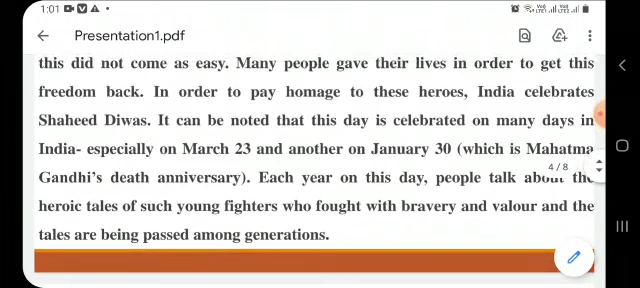 1:01
Presentation1.pdf
this did not come as easy. Many people gave their lives in order to get this
freedom back. In order to pay homage to these heroes, India celebrates
Shaheed Diwas. It can be noted that this day is celebrated on many days in
India- especially on March 23 and another on January 30 (which is Mahatma
4 / 8
Gandhi's death anniversary). Each year on this day, people talk about the
heroic tales of such young fighters who fought with bravery and valour and the
tales are being passed among generations.